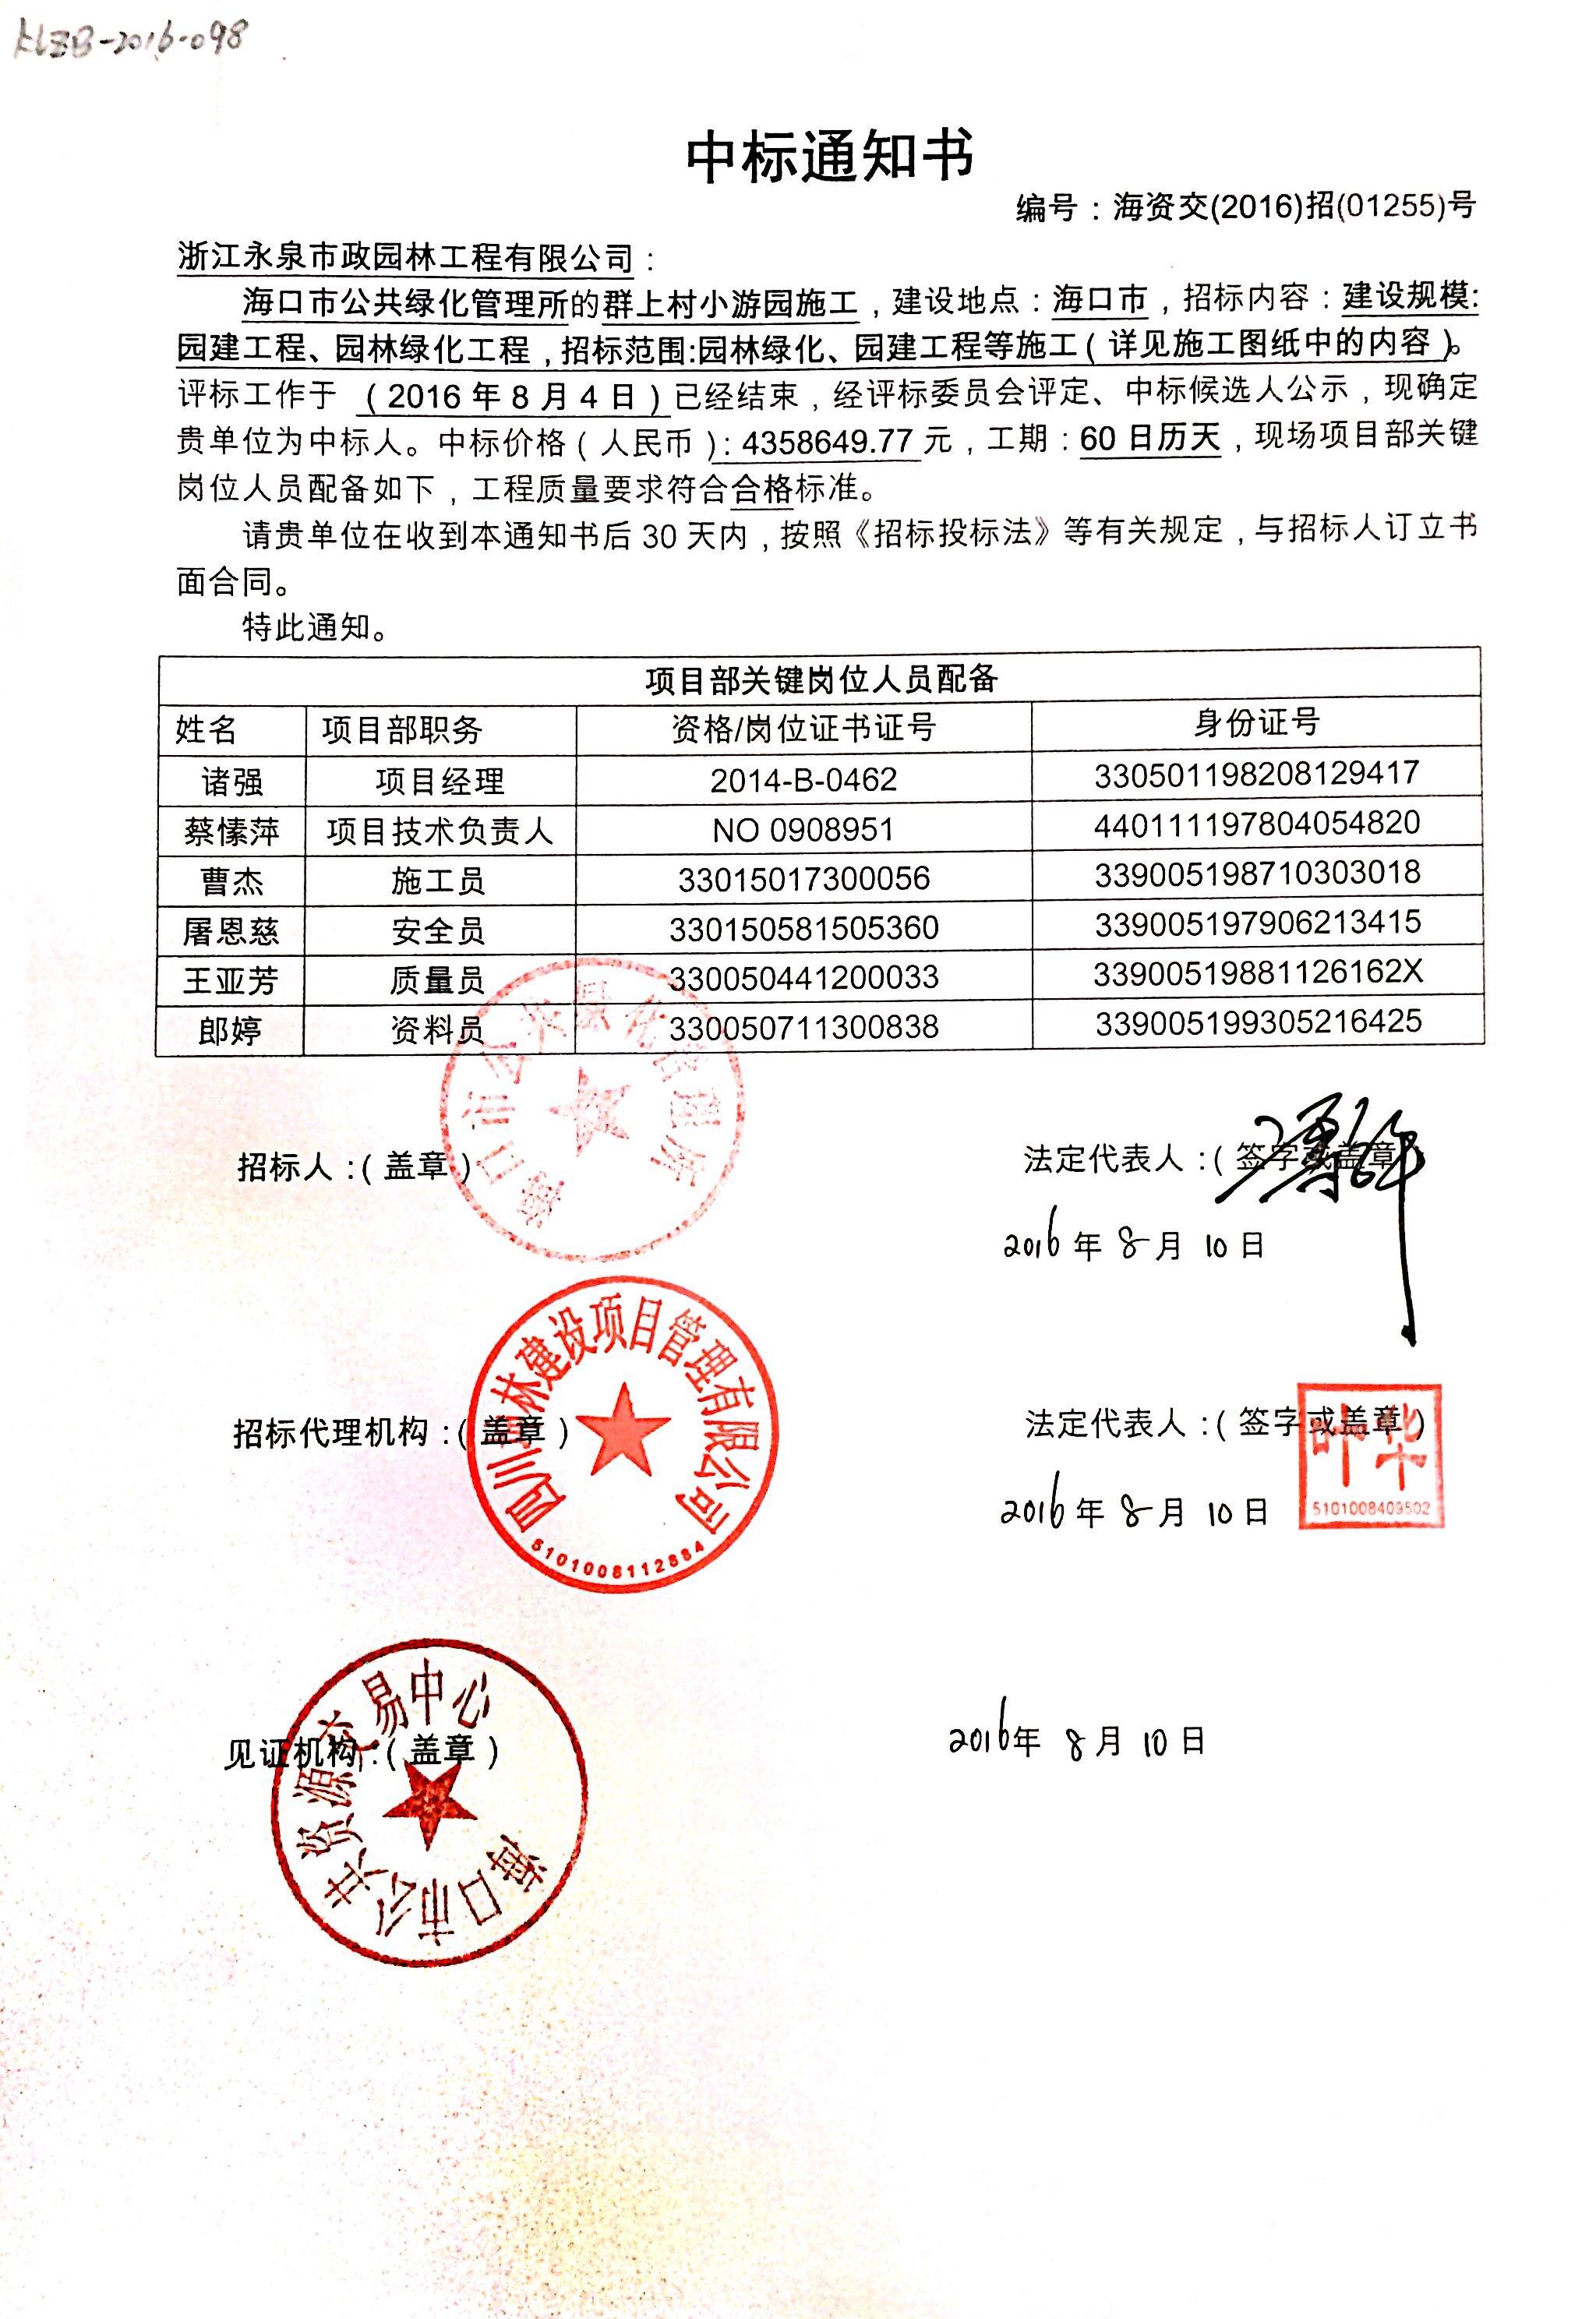 -2016-098
中标通知书
编号：海资交(2016)招(01255)号
浙江永泉市政园林工程有限公司：
海口市公共绿化管理所的群上村小游园施工，建设地点：海口市，招标内容：建设规模:
园建工程、园林绿化工程，招标范围:园林绿化、园建工程等施工（详见施工图纸中的内容）。
评标工作于（2016年8月4日）已经结束，经评标委员会评定、中标候选人公示，现确定
贵单位为中标人。中标价格（人民币）：4358649.77元，工期：60日历天，现场项目部关键
岗位人员配备如下，工程质量要求符合合格标准。
请贵单位在收到本通知书后30天内，按照《招标投标法》等有关规定，与招标人订立书
面合同。
特此通知。
项目部关键岗位人员配备
姓名 项目部职务 资格/岗位证书证号 身份证号
诸强 项目经理 2014-B-0462 330501198208129417
蔡愫萍 项目技术负责人 NO 0908951 440111197804054820
曹杰 施工员 33015017300056 339005198710303018
屠恩慈 安全员 330150581505360 339005197906213415
王亚芳 质量员 330050441200033 33900519881126162X
郎婷 资料员 330050711300838 339005199305216425
海口市公共绿化管理所
招标人：（盖章） 法定代表人：（签字或盖章）
2016年8月10日
四川 林建设项目管理有限公司
招标代理机构：（盖章） 法定代表人：（签字或盖章）
叶华
5101008409502
2016年8月10日
5101008112884
海口市公共资源交易中心
见证机构：（盖章） 2016年8月10日